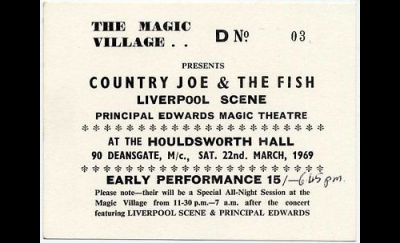 THE MAGIC VILLAGE . . D No 03
PRESENTS
COUNTRY JOE & THE FISH
LIVERPOOL SCENE
PRINCIPAL EDWARDS MAGIC THEATRE
AT THE HOULDSWORTH HALL
90 DEANSGATE, M/c., SAT. 22nd. MARCH, 1969
EARLY PERFORMANCE 15/- 6.45 p.m.
Please note—their will be a Special All-Night Session at the
Magic Village from 11-30 p.m.—7 a.m. after the concert
featuring LIVERPOOL SCENE & PRINCIPAL EDWARDS